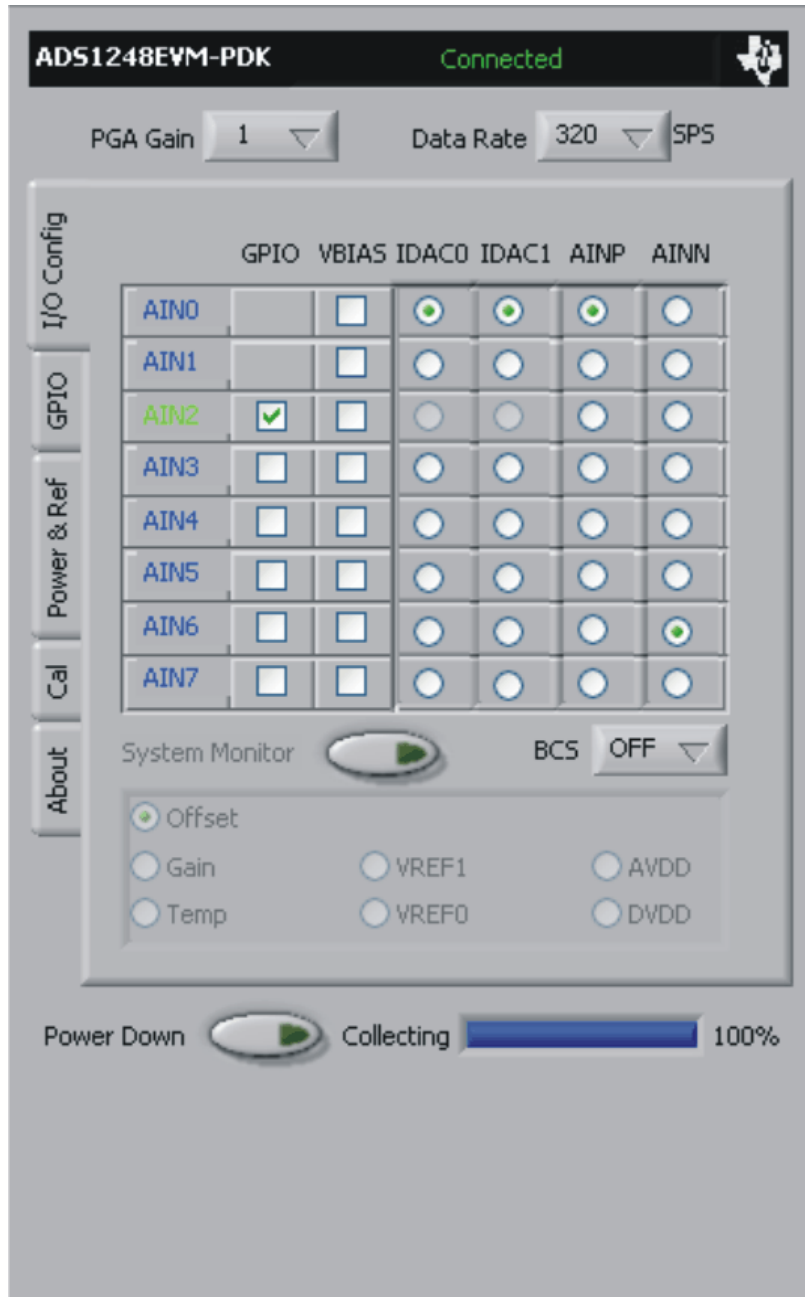 ADS1248EVM-PDK Connected
PGA Gain 1 Data Rate 320 SPS
I/O Config
GPIO
Power & Ref
Cal
About
GPIO VBIAS IDAC0 IDAC1 AINP AINN
AIN0
AIN1
AIN2
AIN3
AIN4
AIN5
AIN6
AIN7
System Monitor BCS OFF
Offset
Gain VREF1 AVDD
Temp VREF0 DVDD
Power Down Collecting 100%